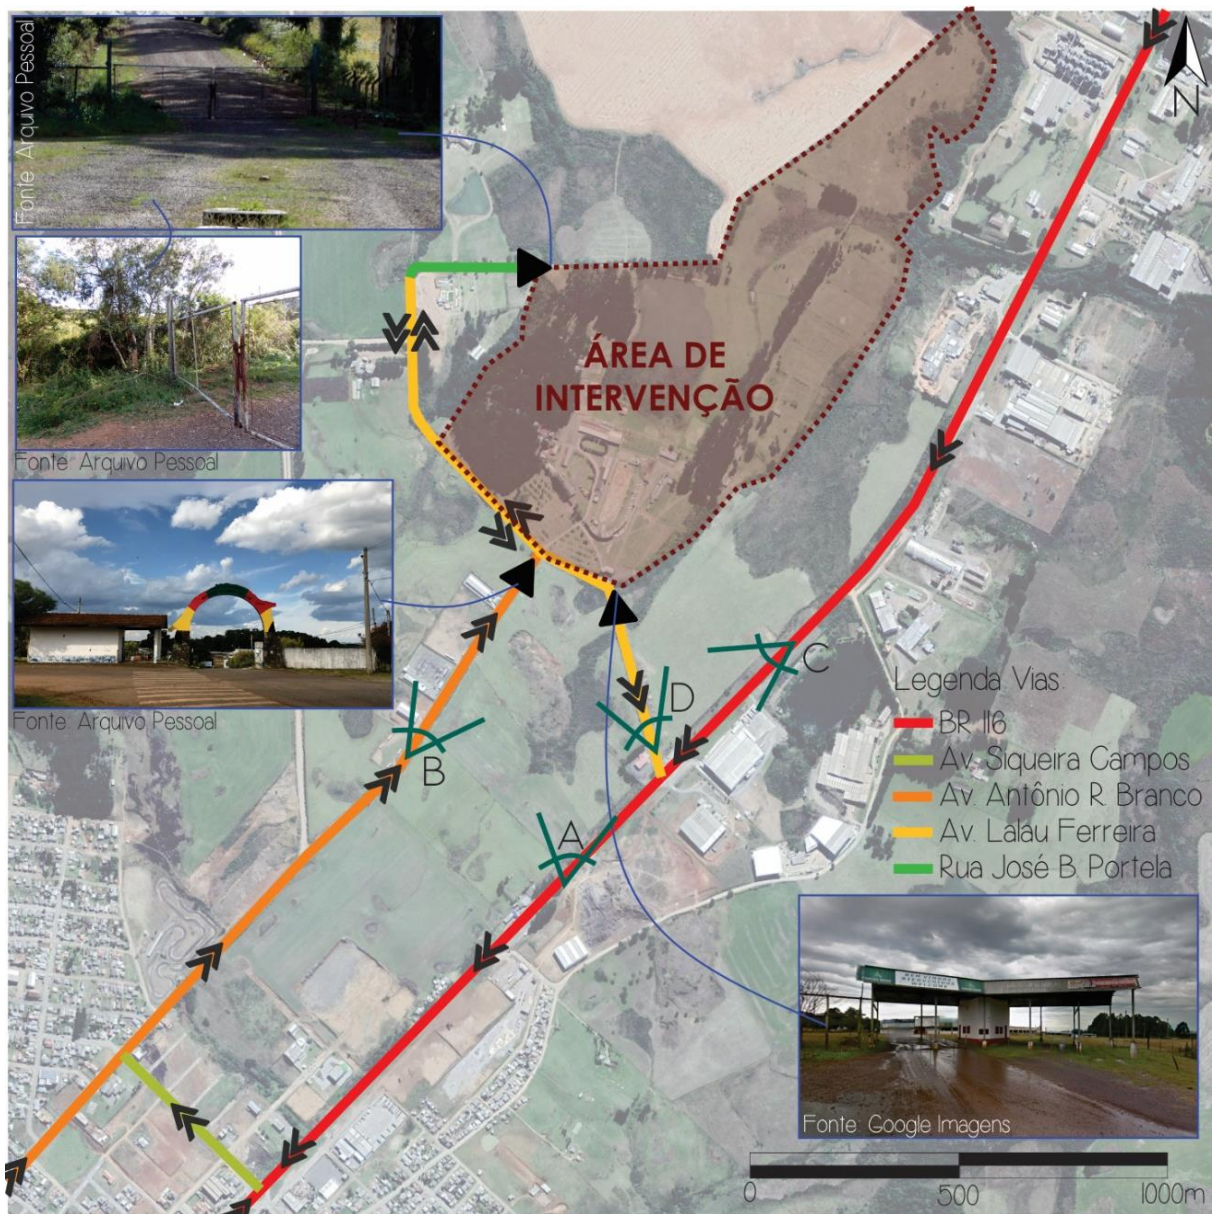 Fonte: Arquivo Pessoal
N
ÁREA DE
INTERVENÇÃO
Fonte: Arquivo Pessoal
Fonte: Arquivo Pessoal
C
D
B
A
Legenda Vias:
BR 116
Av. Siqueira Campos
Av. Antônio R. Branco
Av. Lalau Ferreira
Rua José B. Portela
Fonte: Google Imagens
0
500
1000m